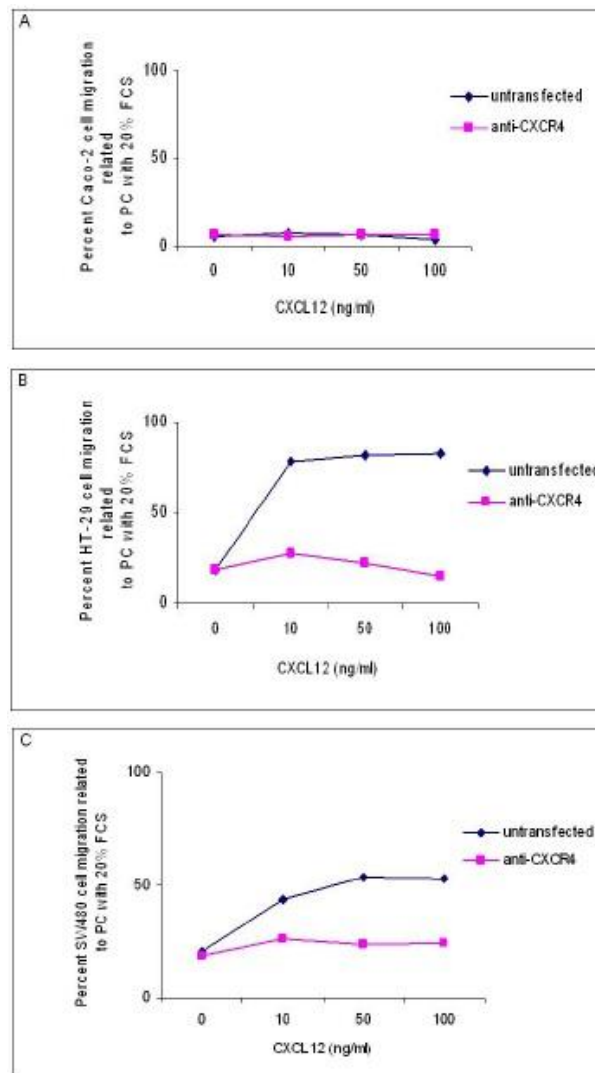 A
Percent Caco-2 cell migration
related
to PC with 20% FCS
100
50
0
0
10
50
100
CXCL12 (ng/ml)
untransfected
anti-CXCR4
B
Percent HT-29 cell migration
related
to PC with 20% FCS
100
50
0
0
10
50
100
CXCL12 (ng/ml)
untransfected
anti-CXCR4
C
Percent SW480 cell migration related
to PC with 20% FCS
100
50
0
0
10
50
100
CXCL12 (ng/ml)
untransfected
anti-CXCR4